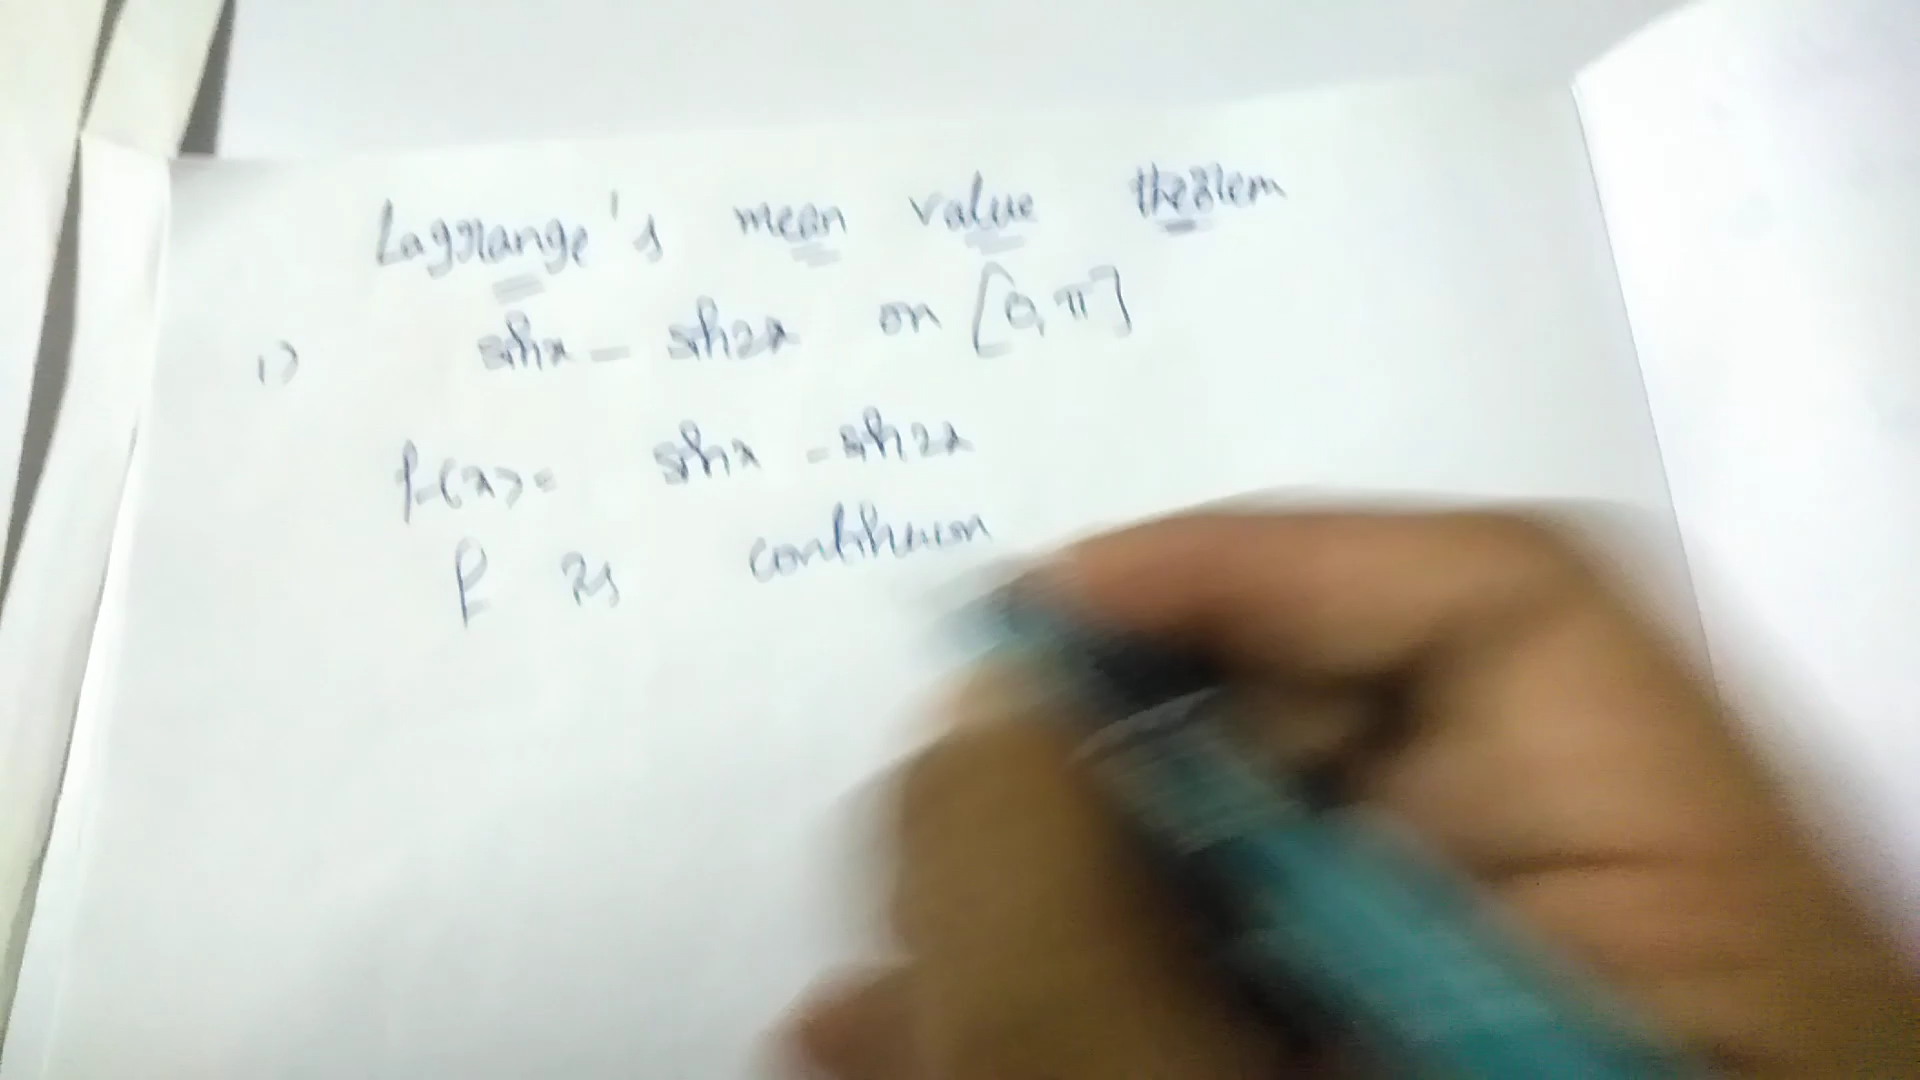 Lagrange's mean value theorem
1) sinx - sin2x on [0, π]
f(x) = sinx - sin2x
f is continuous